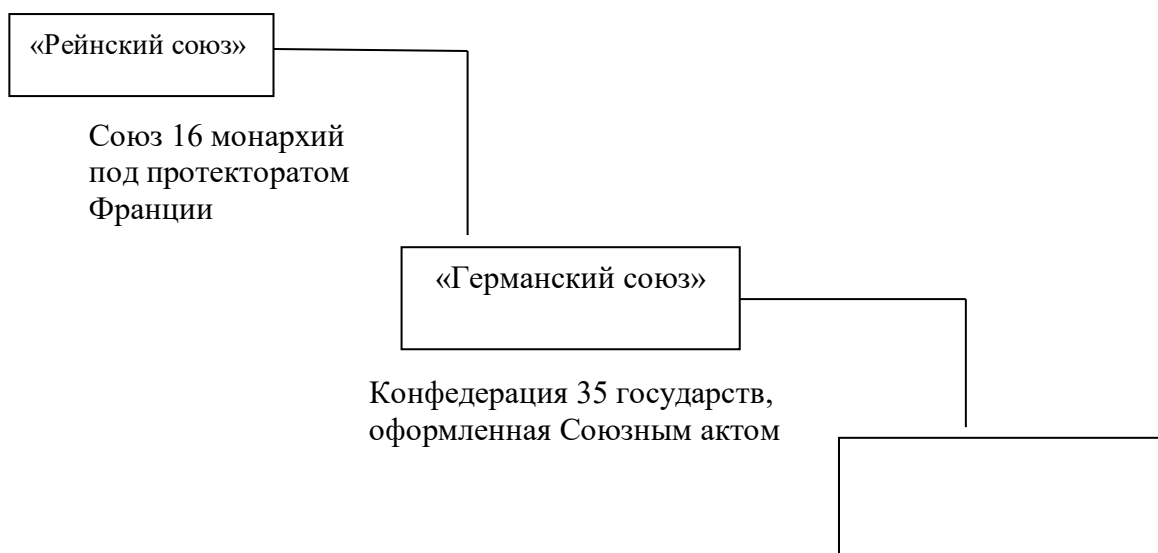 «Рейнский союз»
Союз 16 монархий
под протекторатом
Франции
«Германский союз»
Конфедерация 35 государств,
оформленная Союзным актом